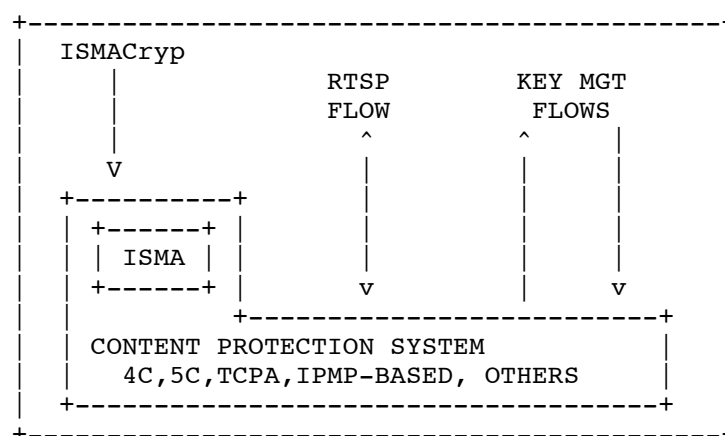 ISMACryp
RTSP KEY MGT
FLOW FLOWS
ISMA
CONTENT PROTECTION SYSTEM
4C,5C,TCPA,IPMP-BASED, OTHERS